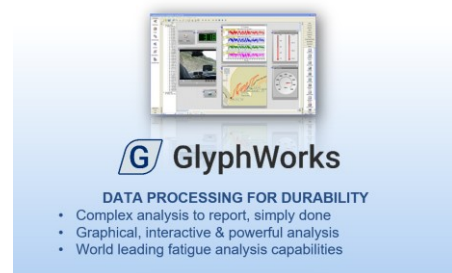 G GlyphWorks
DATA PROCESSING FOR DURABILITY
• Complex analysis to report, simply done
• Graphical, interactive & powerful analysis
• World leading fatigue analysis capabilities